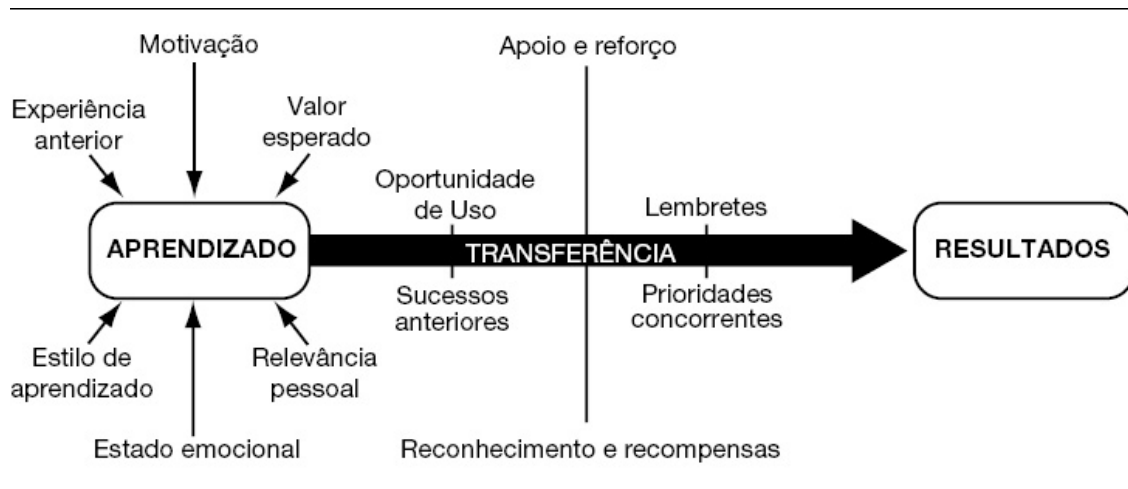 Motivação
Apoio e reforço
Experiência
anterior
Valor
esperado
Oportunidade
de Uso
Lembretes
APRENDIZADO
TRANSFERÊNCIA
RESULTADOS
Sucessos
anteriores
Prioridades
concorrentes
Estilo de
aprendizado
Relevância
pessoal
Estado emocional
Reconhecimento e recompensas